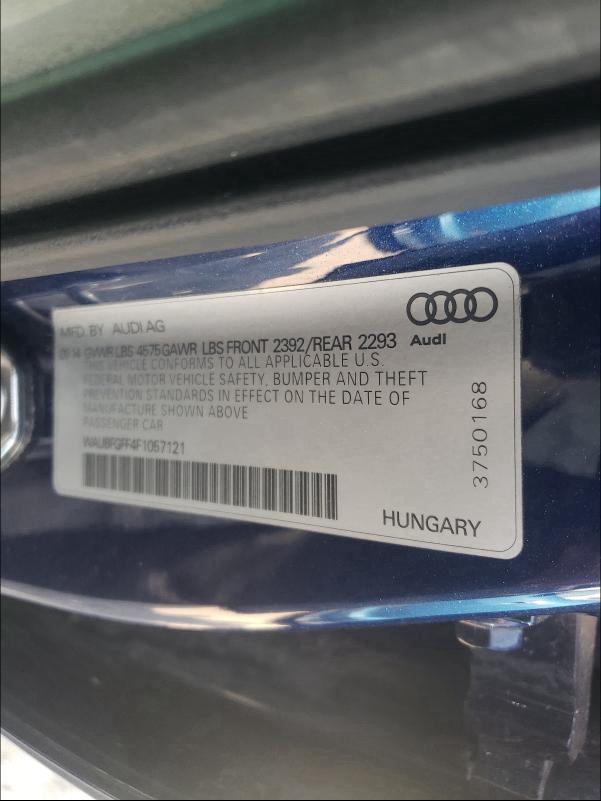 MFD. BY AUDI AG
09 14 GVWR LBS 4575 GAWR LBS FRONT 2392/REAR 2293
THIS VEHICLE CONFORMS TO ALL APPLICABLE U.S.
FEDERAL MOTOR VEHICLE SAFETY, BUMPER AND THEFT
PREVENTION STANDARDS IN EFFECT ON THE DATE OF
MANUFACTURE SHOWN ABOVE
PASSENGER CAR
WAUBFGFF4F1057121
Audi
3750168
HUNGARY